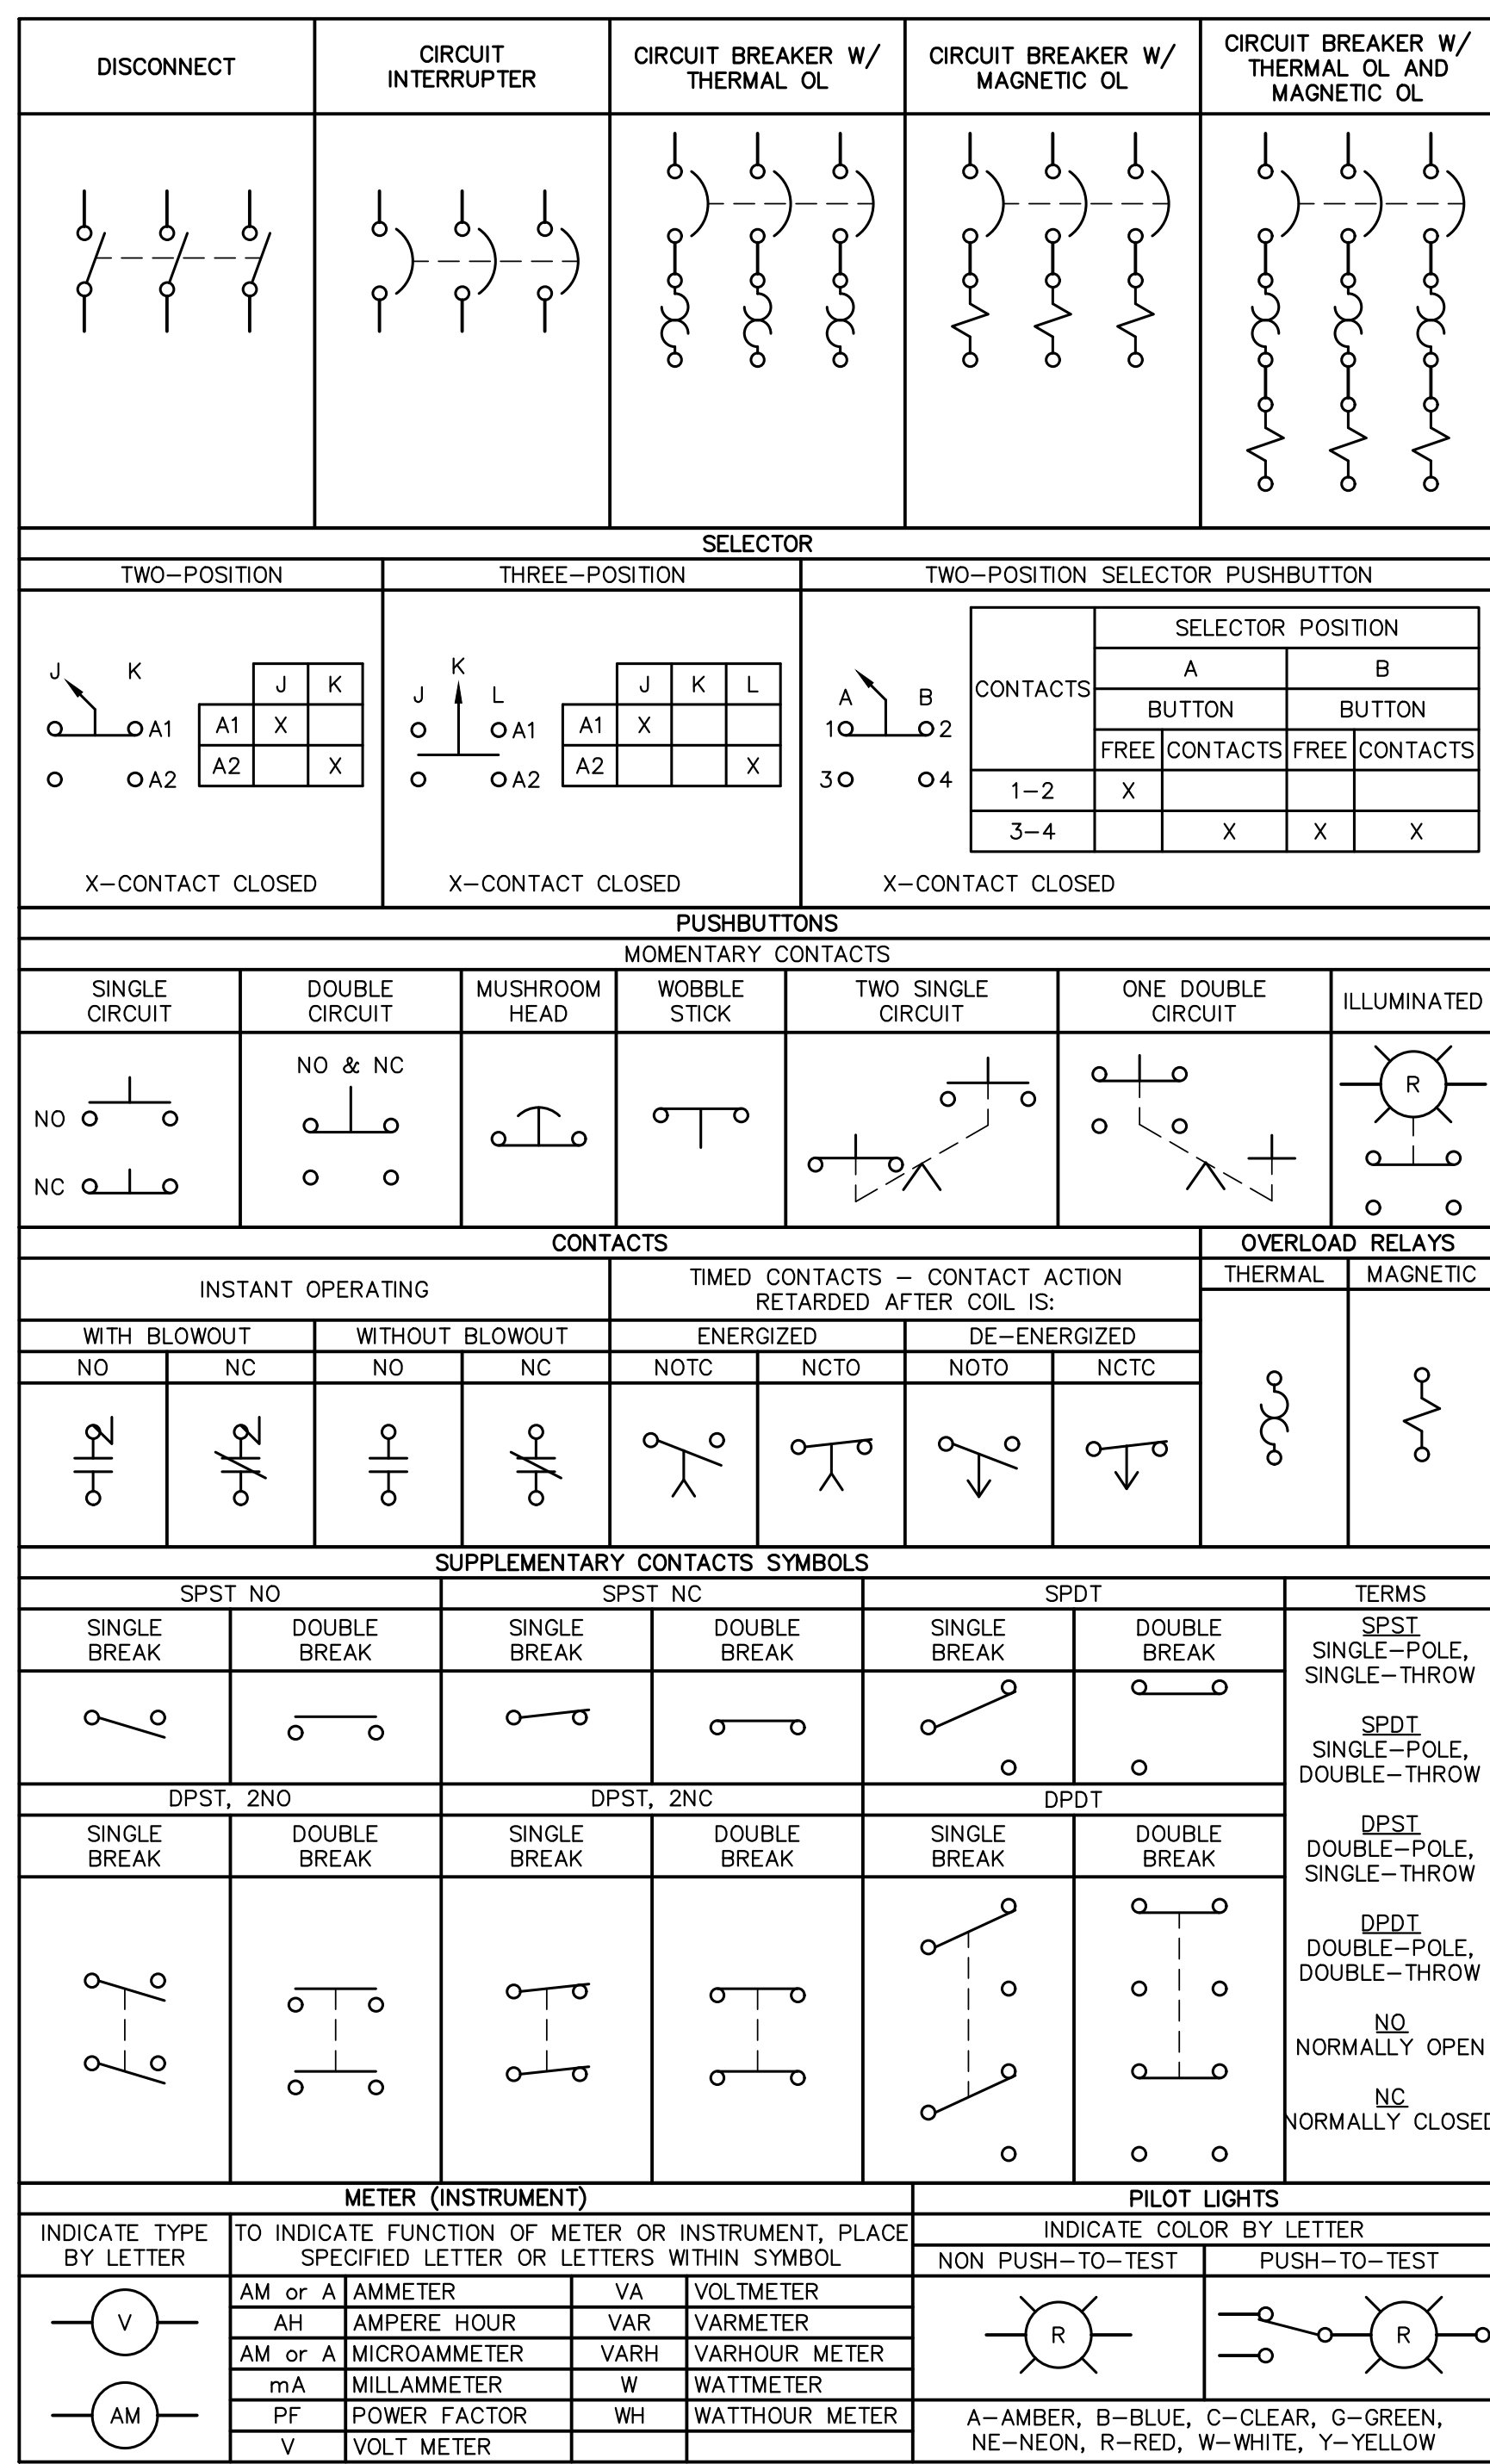 DISCONNECT
CIRCUIT
INTERRUPTER
CIRCUIT BREAKER W/
THERMAL OL
CIRCUIT BREAKER W/
MAGNETIC OL
CIRCUIT BREAKER W/
THERMAL OL AND
MAGNETIC OL
SELECTOR
TWO-POSITION
THREE-POSITION
TWO-POSITION SELECTOR PUSHBUTTON
J K
A1
A2
J K
A1 X
A2 X
X-CONTACT CLOSED
K
J L
A1
A2
J K L
A1 X
A2 X
X-CONTACT CLOSED
A B
1 2
3 4
CONTACTS
SELECTOR POSITION
A B
BUTTON BUTTON
FREE CONTACTS FREE CONTACTS
1-2 X
3-4 X X X
X-CONTACT CLOSED
PUSHBUTTONS
MOMENTARY CONTACTS
SINGLE
CIRCUIT
DOUBLE
CIRCUIT
MUSHROOM
HEAD
WOBBLE
STICK
TWO SINGLE
CIRCUIT
ONE DOUBLE
CIRCUIT
ILLUMINATED
NO
NC
NO & NC
R
CONTACTS
OVERLOAD RELAYS
INSTANT OPERATING
TIMED CONTACTS - CONTACT ACTION
RETARDED AFTER COIL IS:
THERMAL
MAGNETIC
WITH BLOWOUT
WITHOUT BLOWOUT
ENERGIZED
DE-ENERGIZED
NO NC NO NC NOTC NCTO NOTO NCTC
SUPPLEMENTARY CONTACTS SYMBOLS
SPST NO
SPST NC
SPDT
TERMS
SINGLE
BREAK
DOUBLE
BREAK
SINGLE
BREAK
DOUBLE
BREAK
SINGLE
BREAK
DOUBLE
BREAK
DPST, 2NO
DPST, 2NC
DPDT
SINGLE
BREAK
DOUBLE
BREAK
SINGLE
BREAK
DOUBLE
BREAK
SINGLE
BREAK
DOUBLE
BREAK
SPST
SINGLE-POLE,
SINGLE-THROW
SPDT
SINGLE-POLE,
DOUBLE-THROW
DPST
DOUBLE-POLE,
SINGLE-THROW
DPDT
DOUBLE-POLE,
DOUBLE-THROW
NO
NORMALLY OPEN
NC
NORMALLY CLOSED
METER (INSTRUMENT)
INDICATE TYPE
BY LETTER
TO INDICATE FUNCTION OF METER OR INSTRUMENT, PLACE
SPECIFIED LETTER OR LETTERS WITHIN SYMBOL
V
AM
AM or A AMMETER VA VOLTMETER
AH AMPERE HOUR VAR VARMETER
AM or A MICROAMMETER VARH VARHOUR METER
mA MILLAMMETER W WATTMETER
PF POWER FACTOR WH WATTHOUR METER
V VOLT METER
PILOT LIGHTS
INDICATE COLOR BY LETTER
NON PUSH-TO-TEST
PUSH-TO-TEST
R
R
A-AMBER, B-BLUE, C-CLEAR, G-GREEN,
NE-NEON, R-RED, W-WHITE, Y-YELLOW